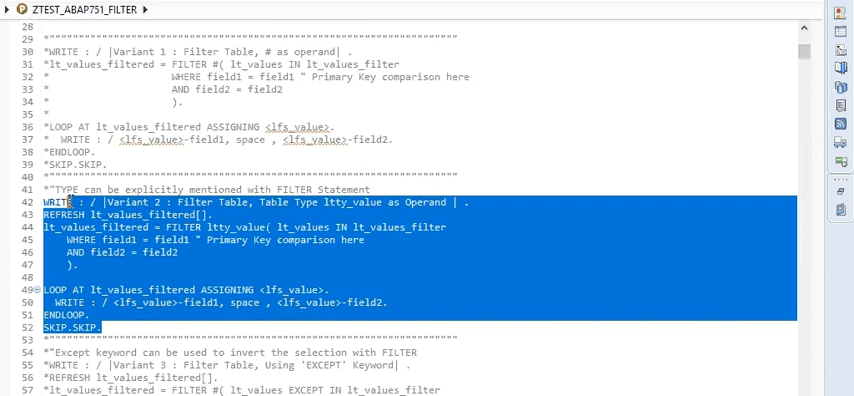 ZTEST_ABAP751_FILTER
28
29 *"""""""""""""""""""""""""""""""""""""""""""""""""""""""""""""
30 *WRITE : / |Variant 1 : Filter Table, # as operand| .
31 *lt_values_filtered = FILTER #( lt_values IN lt_values_filter
32 * WHERE field1 = field1 " Primary Key comparison here
33 * AND field2 = field2
34 * ).
35 *
36 *LOOP AT lt_values_filtered ASSIGNING <lfs_value>.
37 * WRITE : / <lfs_value>-field1, space , <lfs_value>-field2.
38 *ENDLOOP.
39 *SKIP.SKIP.
40 *"""""""""""""""""""""""""""""""""""""""""""""""""""""""""""""
41 *"TYPE can be explicitly mentioned with FILTER Statement
42 WRITE : / |Variant 2 : Filter Table, Table Type ltty_value as Operand | .
43 REFRESH lt_values_filtered[].
44 lt_values_filtered = FILTER ltty_value( lt_values IN lt_values_filter
45 WHERE field1 = field1 " Primary Key comparison here
46 AND field2 = field2
47 ).
48
49 LOOP AT lt_values_filtered ASSIGNING <lfs_value>.
50 WRITE : / <lfs_value>-field1, space , <lfs_value>-field2.
51 ENDLOOP.
52 SKIP.SKIP.
53 *"""""""""""""""""""""""""""""""""""""""""""""""""""""""""""""
54 *"Except keyword can be used to invert the selection with FILTER
55 *WRITE : / |Variant 3 : Filter Table, Using 'EXCEPT' Keyword| .
56 *REFRESH lt_values_filtered[].
57 *lt_values_filtered = FILTER #( lt_values EXCEPT IN lt_values_filter